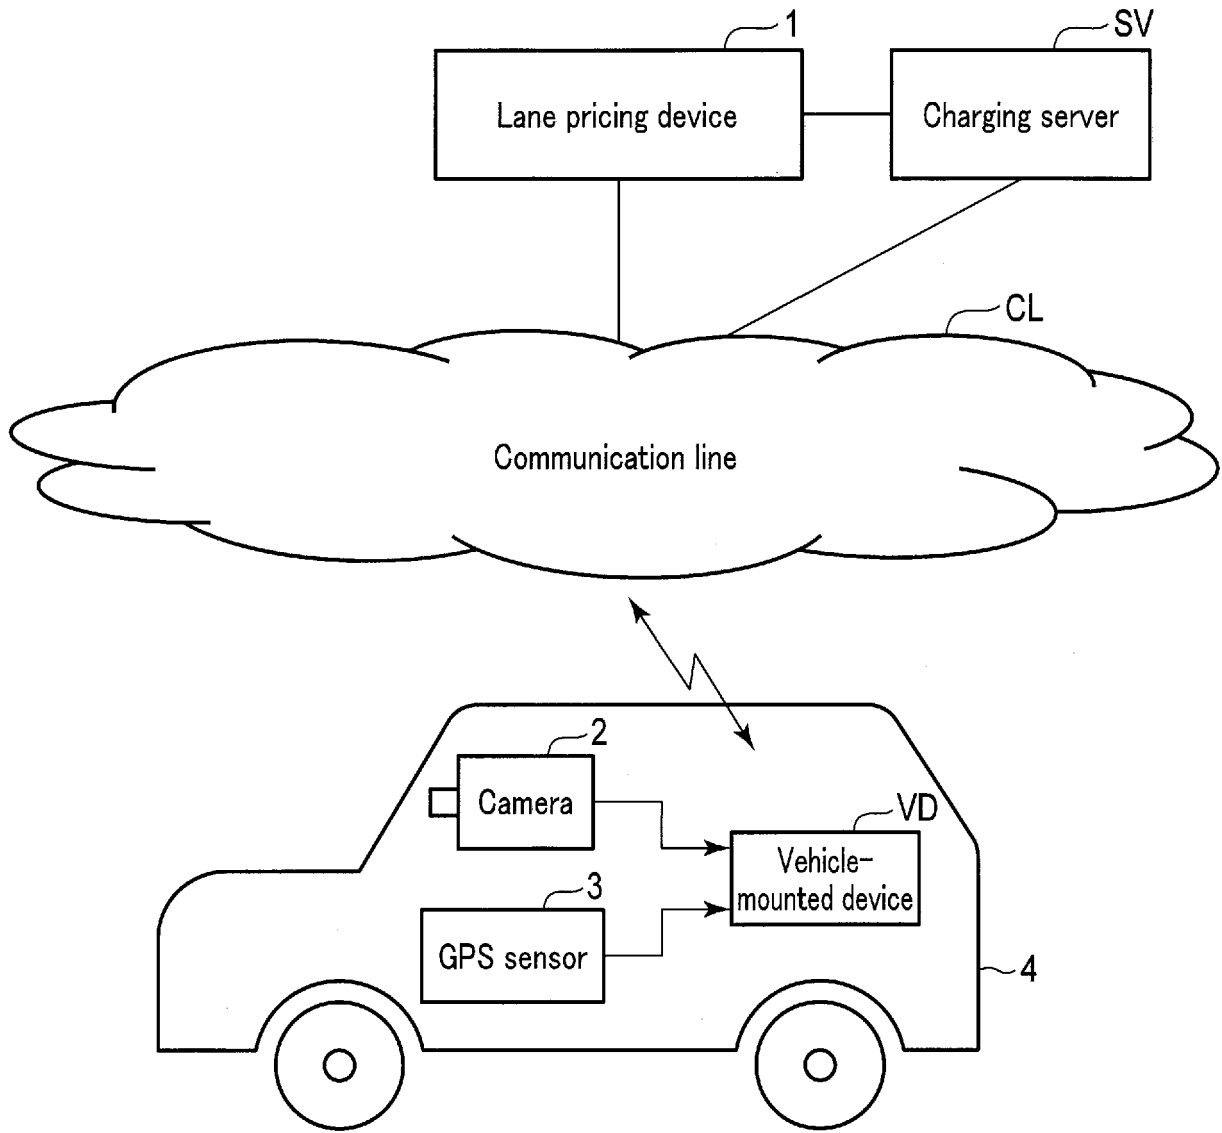 1
SV
Lane pricing device
Charging server
CL
Communication line
2
Camera
VD
Vehicle-
mounted device
3
GPS sensor
4